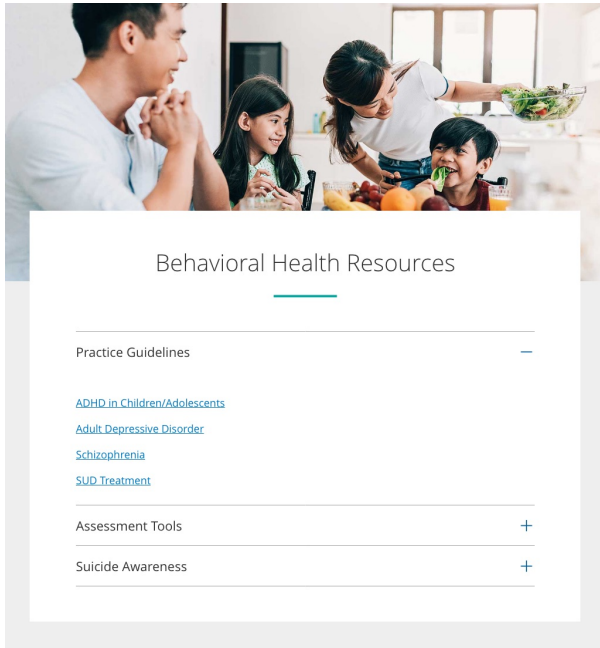 Behavioral Health Resources
Practice Guidelines
ADHD in Children/Adolescents
Adult Depressive Disorder
Schizophrenia
SUD Treatment
Assessment Tools
Suicide Awareness